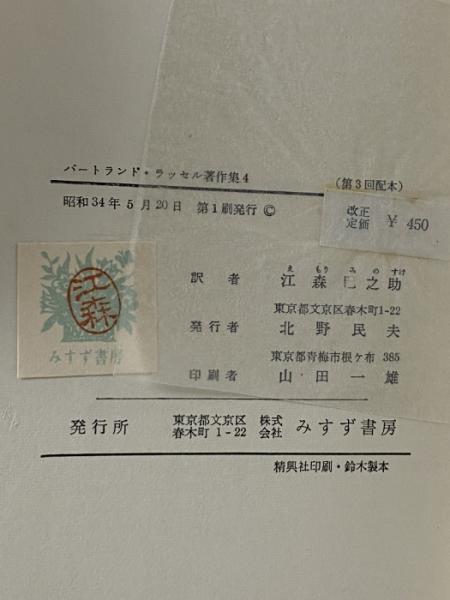 バートランド・ラッセル著作集4
(第3回配本)
昭和34年5月20日 第1刷発行 ©
改正
定価 ¥ 450
えもりみのすけ
訳者 江森巳之助
東京都文京区春木町1-22
発行者 北野民夫
東京都青梅市根ヶ布 385
印刷者 山田一雄
江森
みすず書房
発行所 東京都文京区春木町1-22 株式会社 みすず書房
精興社印刷・鈴木製本